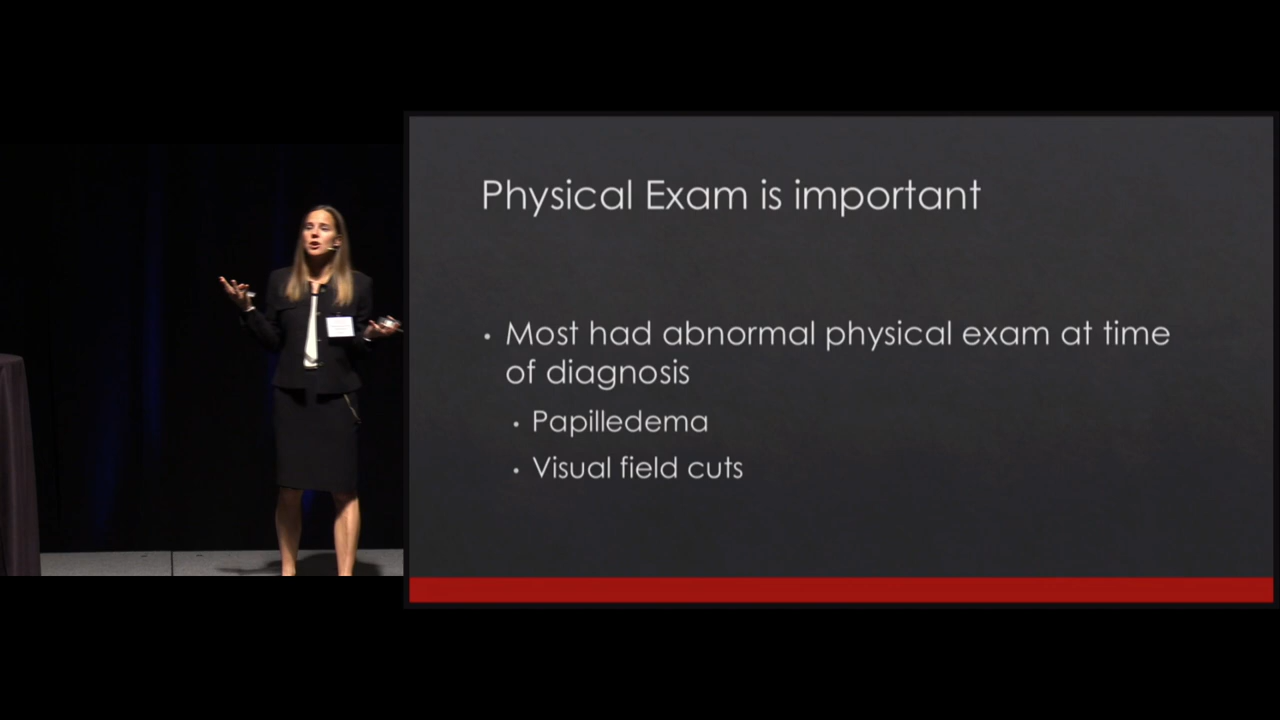 Physical Exam is important
• Most had abnormal physical exam at time
of diagnosis
• Papilledema
• Visual field cuts